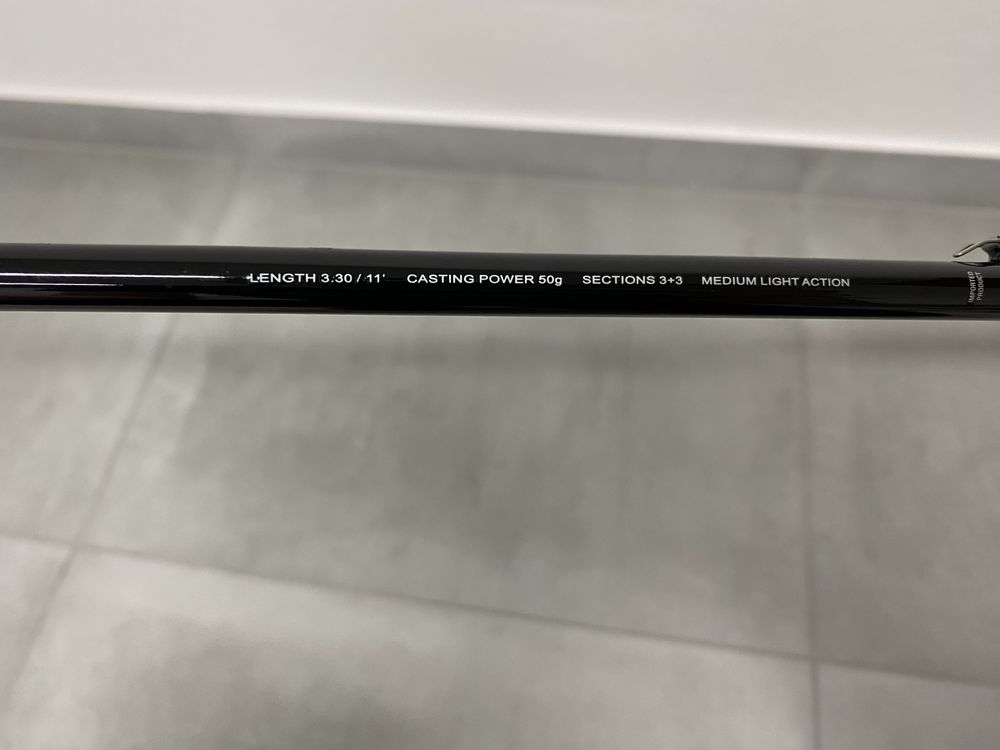 LENGTH 3.30 / 11' CASTING POWER 50g SECTIONS 3+3 MEDIUM LIGHT ACTION
IMPORTED
PRODUCT